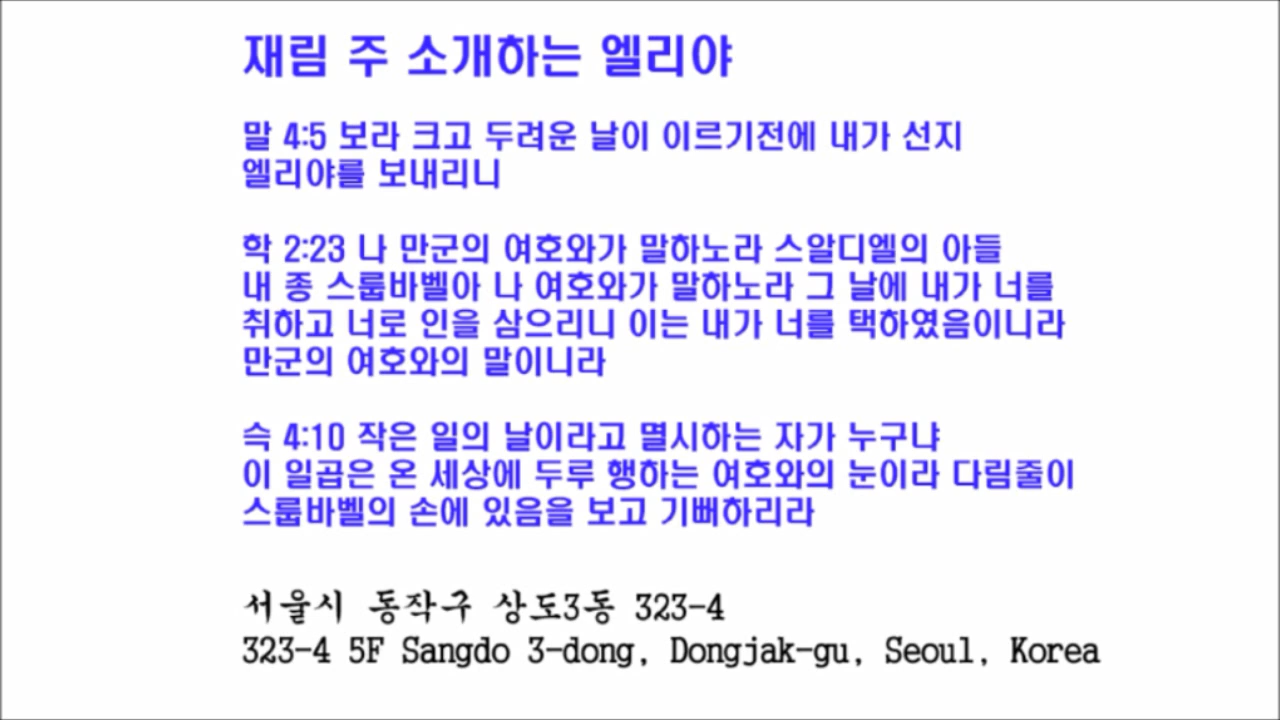 재림 주 소개하는 엘리야
말 4:5 보라 크고 두려운 날이 이르기전에 내가 선지
엘리야를 보내리니
학 2:23 나 만군의 여호와가 말하노라 스알디엘의 아들
내 종 스룹바벨아 나 여호와가 말하노라 그 날에 내가 너를
취하고 너로 인을 삼으리니 이는 내가 너를 택하였음이니라
만군의 여호와의 말이니라
슥 4:10 작은 일의 날이라고 멸시하는 자가 누구냐
이 일곱은 온 세상에 두루 행하는 여호와의 눈이라 다림줄이
스룹바벨의 손에 있음을 보고 기뻐하리라
서울시 동작구 상도3동 323-4
323-4 5F Sangdo 3-dong, Dongjak-gu, Seoul, Korea